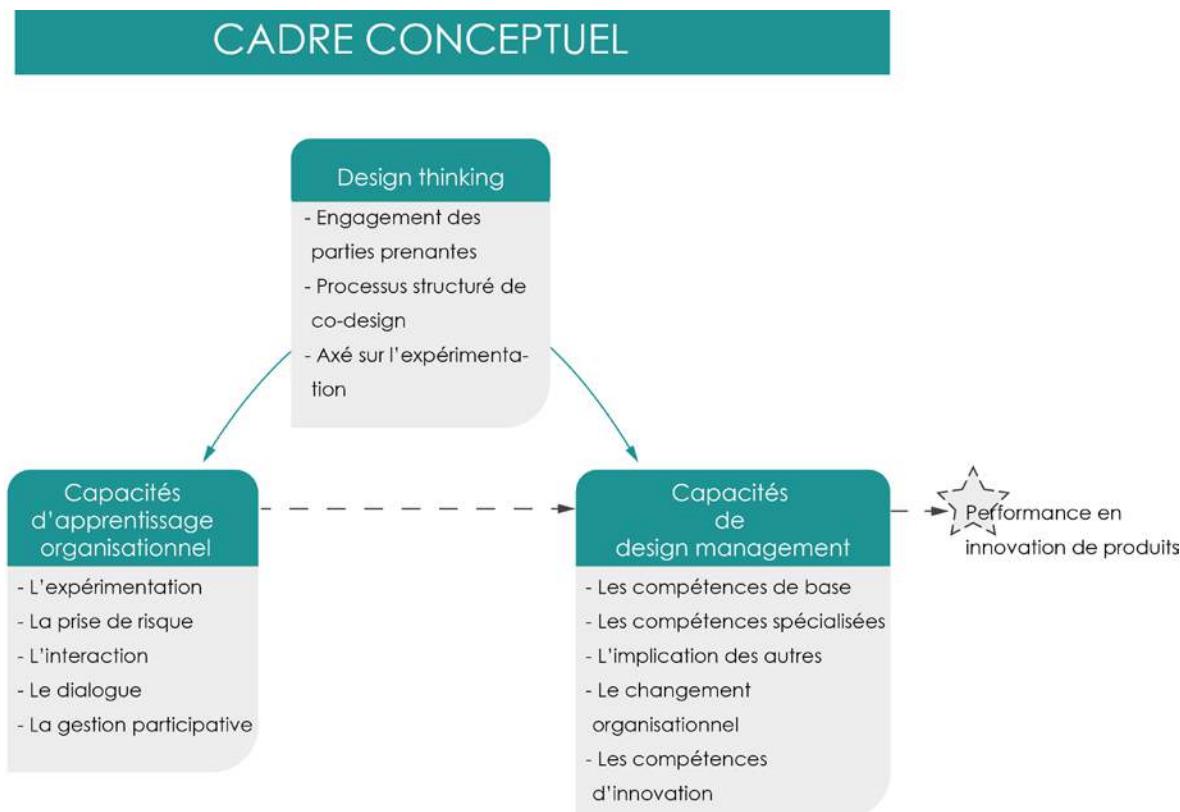 CADRE CONCEPTUEL
Design thinking
- Engagement des
parties prenantes
- Processus structuré de
co-design
- Axé sur l'expérimenta-
tion
Capacités
d'apprentissage
organisationnel
- L'expérimentation
- La prise de risque
- L'interaction
- Le dialogue
- La gestion participative
Capacités
de
design management
- Les compétences de base
- Les compétences spécialisées
- L'implication des autres
- Le changement
organisationnel
- Les compétences
d'innovation
Performance en
innovation de produits